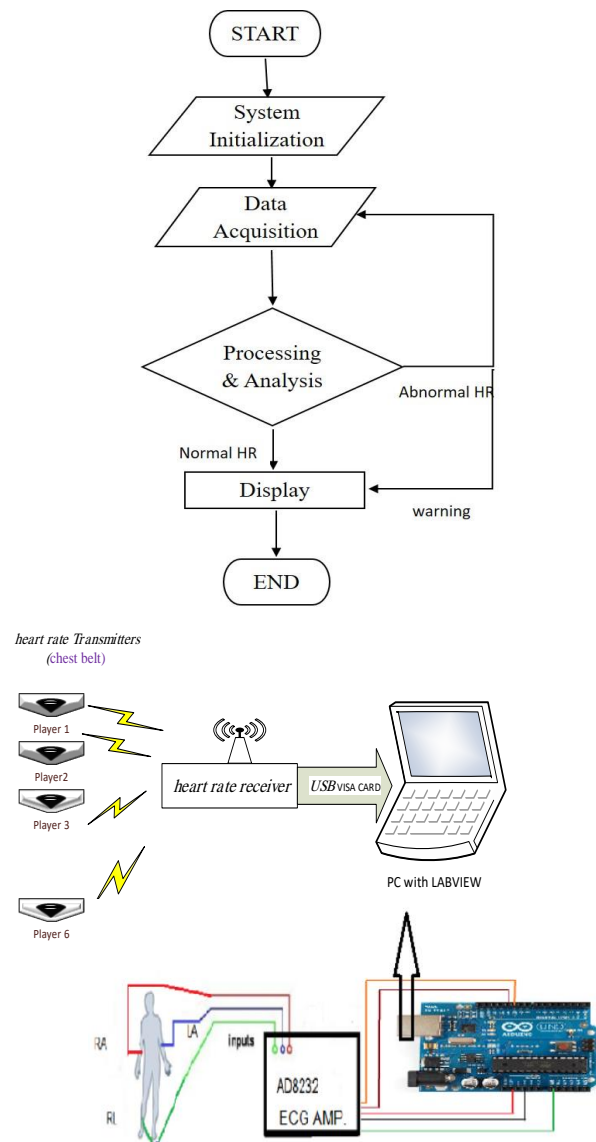 START
System
Initialization
Data
Acquisition
Processing
& Analysis
Abnormal HR
Normal HR
Display
warning
END
heart rate Transmitters
(chest belt)
Player 1
Player2
Player 3
Player 6
heart rate receiver
USB VISA CARD
PC with LABVIEW
RA
LA
RL
inputs
AD8232
ECG AMP.
ARDUINO
UNO